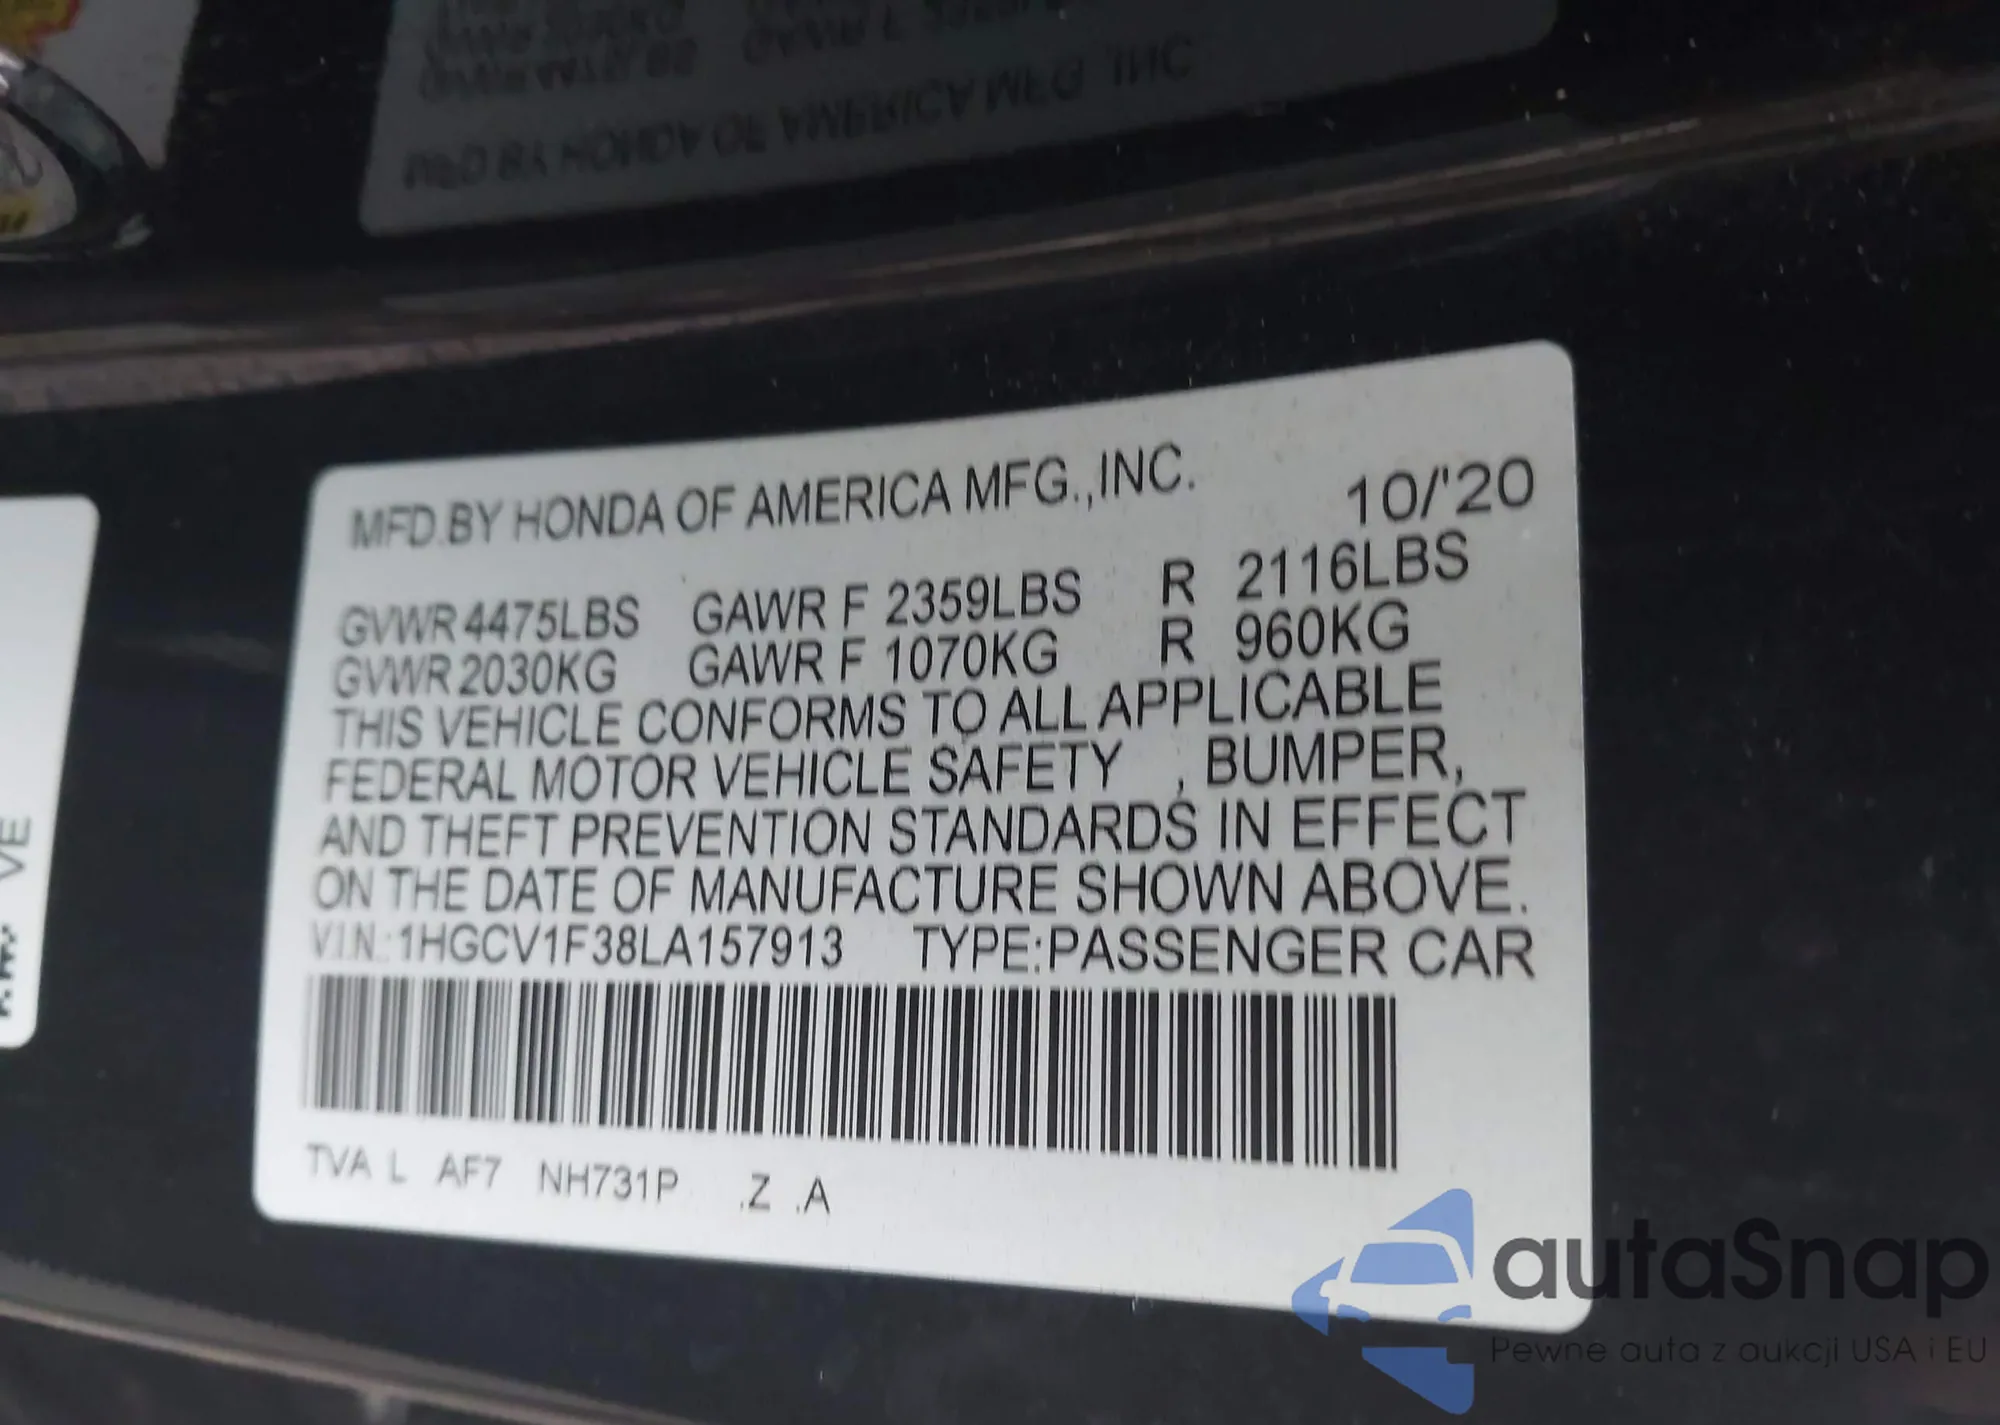 MFD.BY HONDA OF AMERICA MFG.,INC. 10/'20
GVWR 4475LBS GAWR F 2359LBS R 2116LBS
GVWR 2030KG GAWR F 1070KG R 960KG
THIS VEHICLE CONFORMS TO ALL APPLICABLE
FEDERAL MOTOR VEHICLE SAFETY , BUMPER,
AND THEFT PREVENTION STANDARDS IN EFFECT
ON THE DATE OF MANUFACTURE SHOWN ABOVE.
V.I.N.: 1HGCV1F38LA157913 TYPE:PASSENGER CAR
TVA L AF7 NH731P .Z .A
VE
autaSnap
Pewne auta z aukcji USA i EU